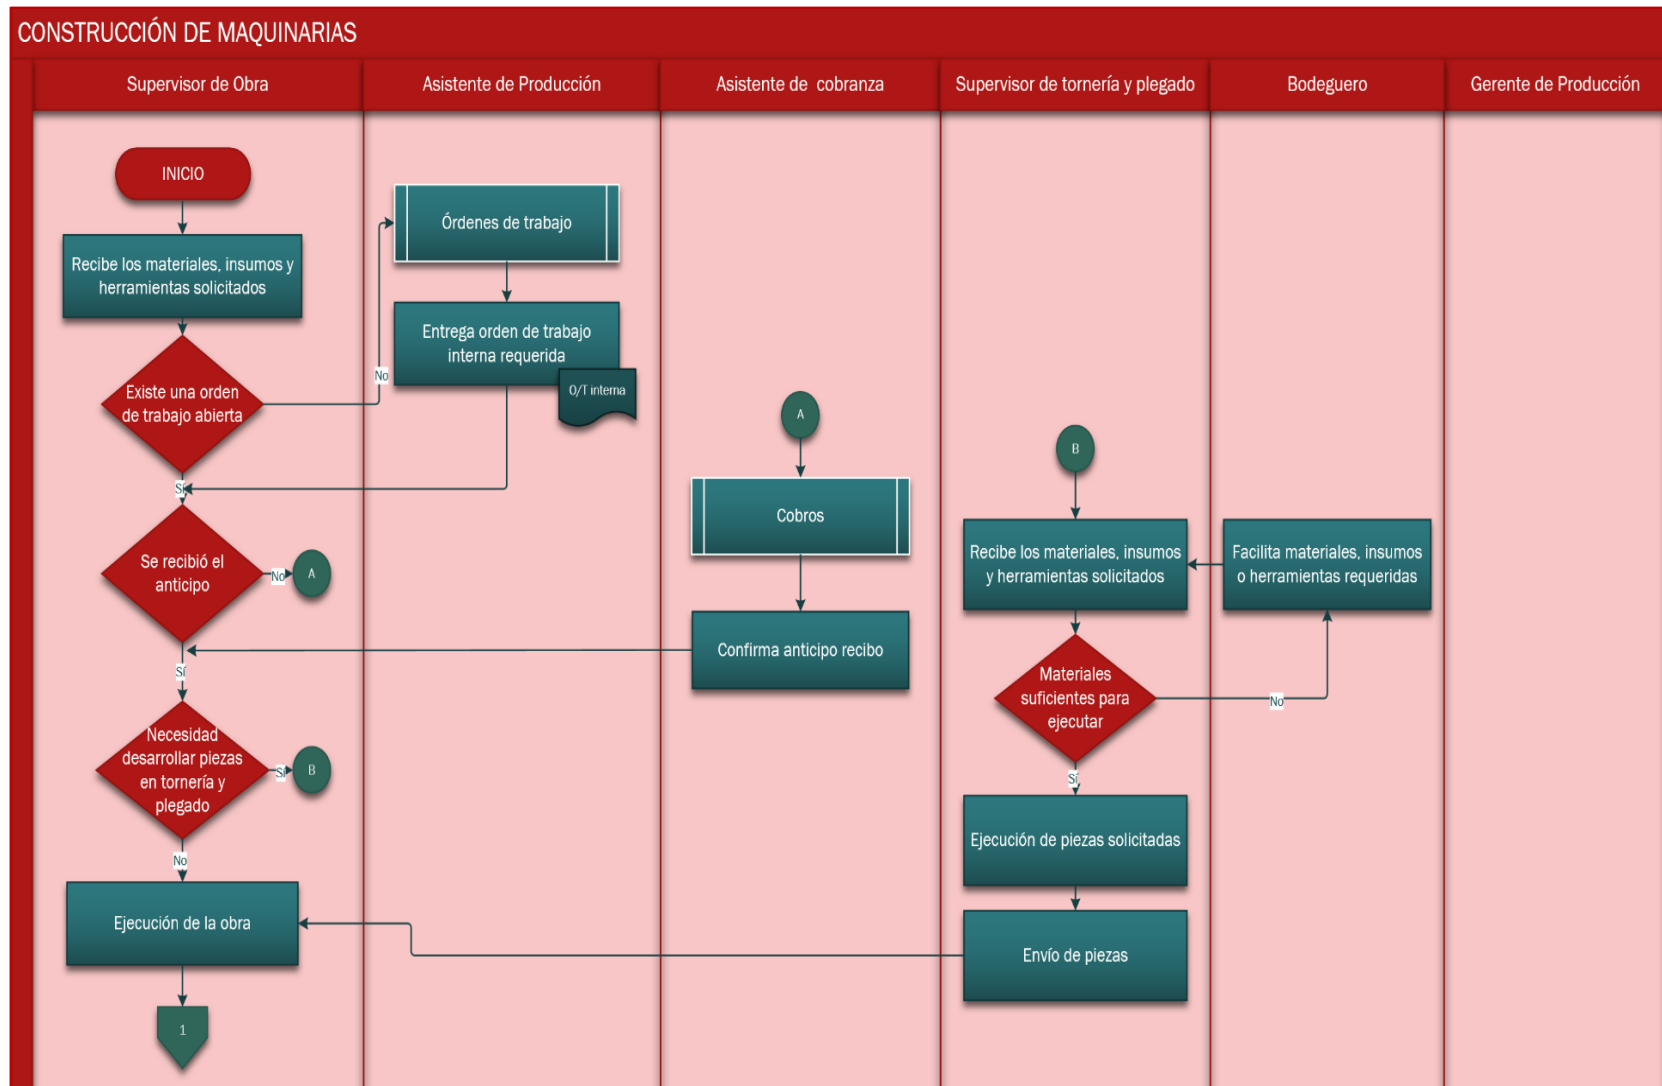 CONSTRUCCIÓN DE MAQUINARIAS
Supervisor de Obra
Asistente de Producción
Asistente de cobranza
Supervisor de tornería y plegado
Bodeguero
Gerente de Producción
INICIO
Recibe los materiales, insumos y
herramientas solicitados
Existe una orden
de trabajo abierta
No
Sí
Órdenes de trabajo
Entrega orden de trabajo
interna requerida
O/T interna
Se recibió el
anticipo
No
A
Sí
A
Cobros
Confirma anticipo recibo
Necesidad
desarrollar piezas
en tornería y
plegado
Sí
B
No
B
Recibe los materiales, insumos
y herramientas solicitados
Facilita materiales, insumos
o herramientas requeridas
Materiales
suficientes para
ejecutar
No
Sí
Ejecución de piezas solicitadas
Envío de piezas
Ejecución de la obra
1